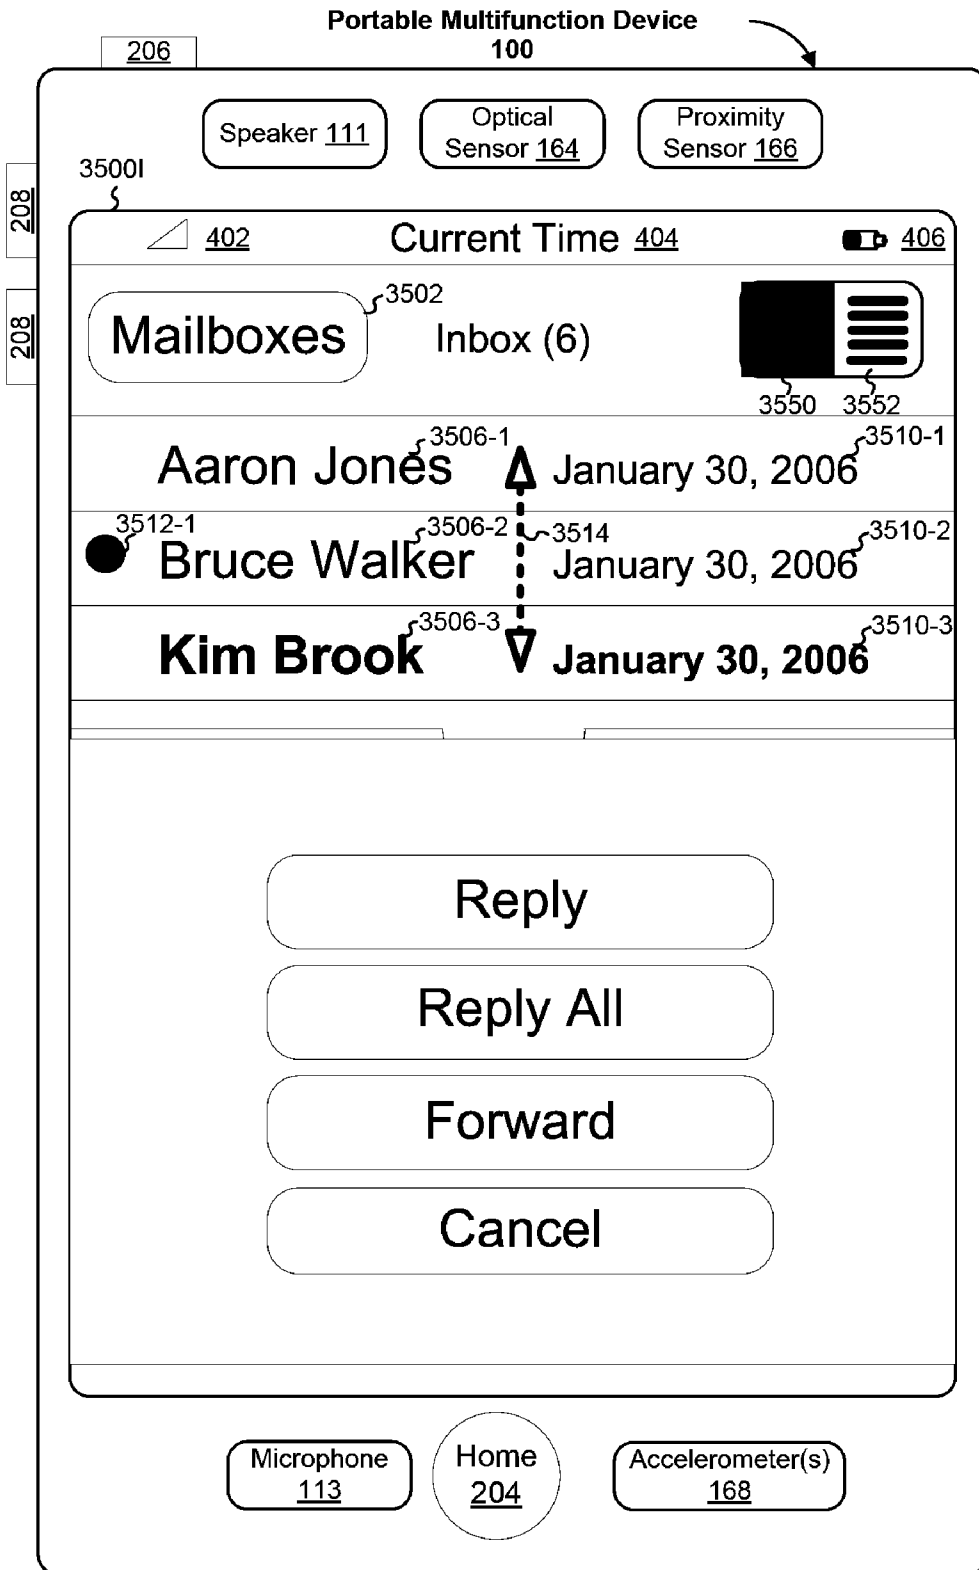 Portable Multifunction Device
100
206
Speaker 111
Optical
Sensor 164
Proximity
Sensor 166
208
208
3500I
402
Current Time 404
406
Mailboxes
3502
Inbox (6)
3550
3552
Aaron Jones
3506-1
January 30, 2006
3510-1
3512-1
Bruce Walker
3506-2
3514
January 30, 2006
3510-2
Kim Brook
3506-3
January 30, 2006
3510-3
Reply
Reply All
Forward
Cancel
Microphone
113
Home
204
Accelerometer(s)
168